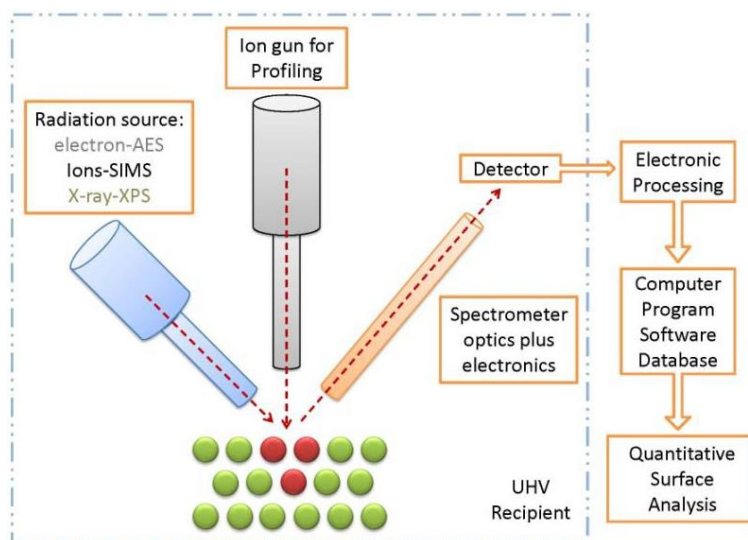 Ion gun for
Profiling
Radiation source:
electron-AES
Ions-SIMS
X-ray-XPS
Detector
Electronic
Processing
Spectrometer
optics plus
electronics
Computer
Program
Software
Database
UHV
Recipient
Quantitative
Surface
Analysis